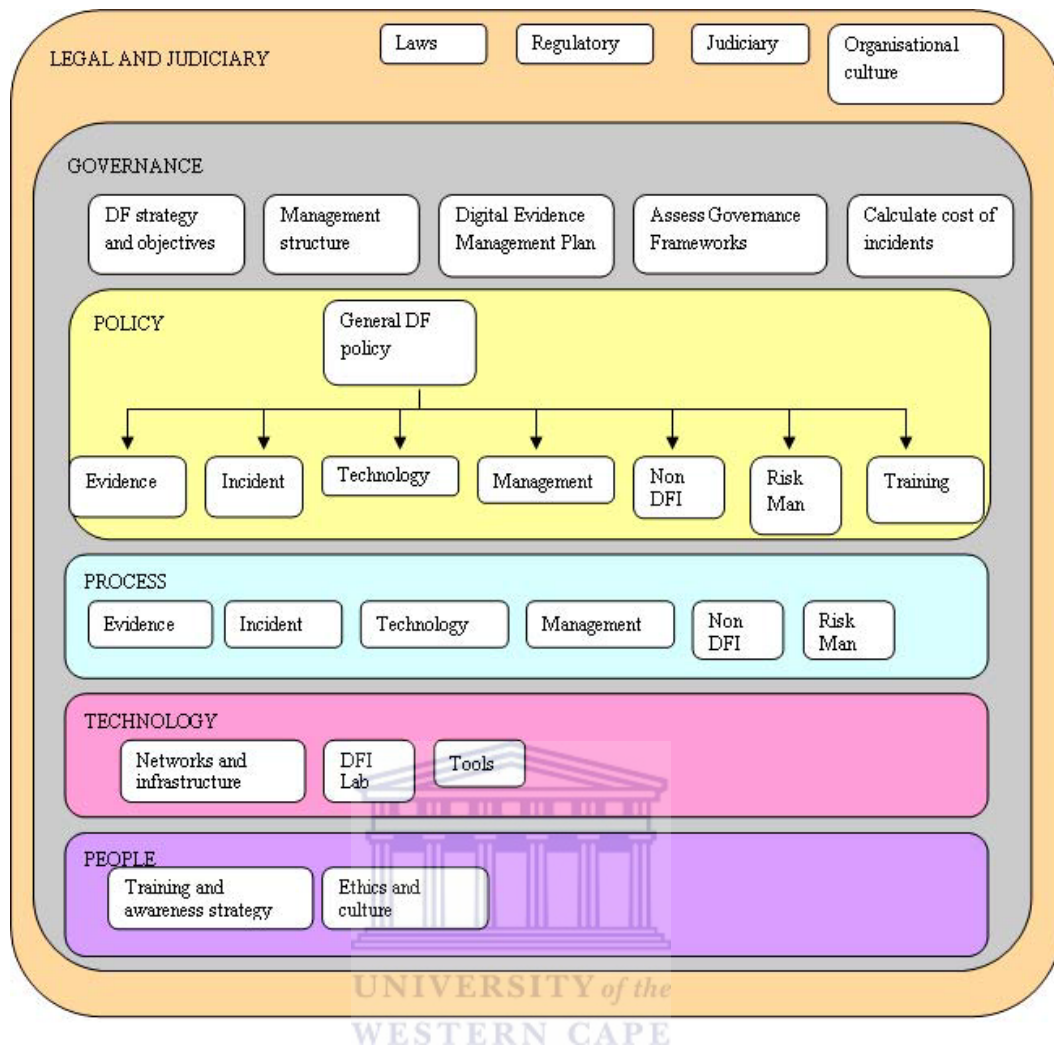 LEGAL AND JUDICIARY
Laws
Regulatory
Judiciary
Organisational
culture
GOVERNANCE
DF strategy
and objectives
Management
structure
Digital Evidence
Management Plan
Assess Governance
Frameworks
Calculate cost of
incidents
POLICY
General DF
policy
Evidence
Incident
Technology
Management
Non
DFI
Risk
Man
Training
PROCESS
Evidence
Incident
Technology
Management
Non
DFI
Risk
Man
TECHNOLOGY
Networks and
infrastructure
DFI
Lab
Tools
PEOPLE
Training and
awareness strategy
Ethics and
culture
UNIVERSITY of the
WESTERN CAPE